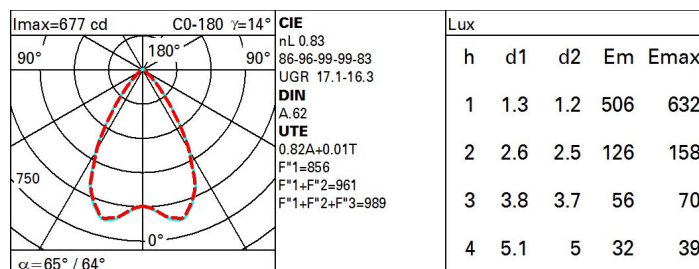 Imax=677 cd C0-180 γ=14°
90° 180° 90°
750
0°
α=65° / 64°
CIE
nL 0.83
86-96-99-99-83
UGR 17.1-16.3
DIN
A.62
UTE
0.82A+0.01T
F"1=856
F"1+F"2=961
F"1+F"2+F"3=989
Lux
h d1 d2 Em Emax
1 1.3 1.2 506 632
2 2.6 2.5 126 158
3 3.8 3.7 56 70
4 5.1 5 32 39